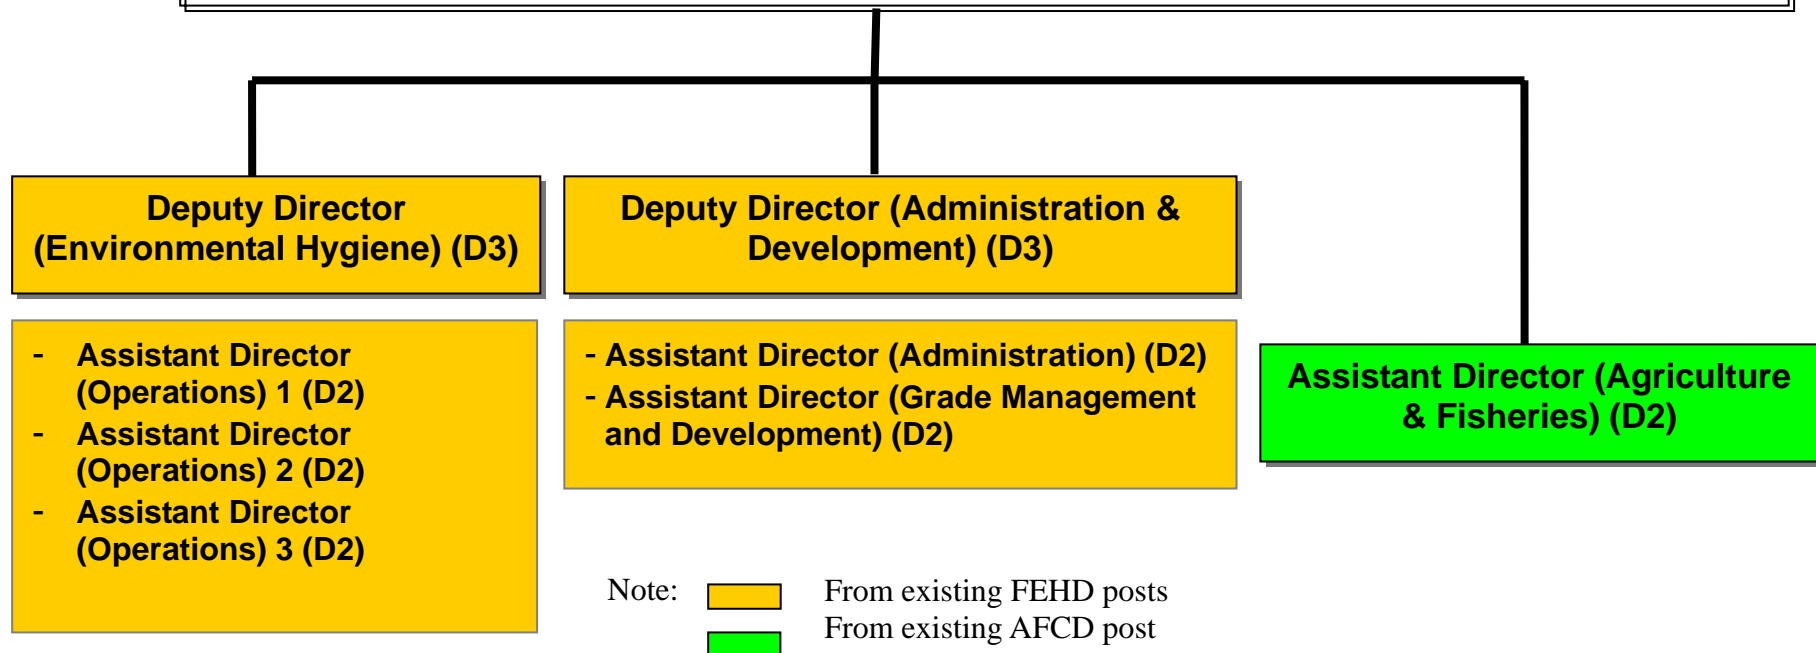 Deputy Director
(Environmental Hygiene) (D3)
Deputy Director (Administration &
Development) (D3)
- Assistant Director
(Operations) 1 (D2)
- Assistant Director
(Operations) 2 (D2)
- Assistant Director
(Operations) 3 (D2)
- Assistant Director (Administration) (D2)
- Assistant Director (Grade Management
and Development) (D2)
Assistant Director (Agriculture
& Fisheries) (D2)
Note: From existing FEHD posts
From existing AFCD post